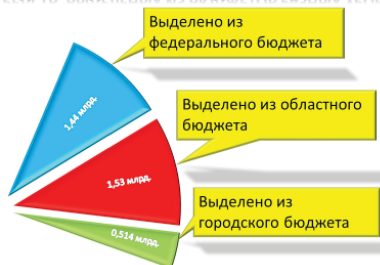 Выделено из
федерального бюджета
1,44 млрд.
Выделено из областного
бюджета
1,53 млрд.
Выделено из
городского бюджета
0,514 млрд.